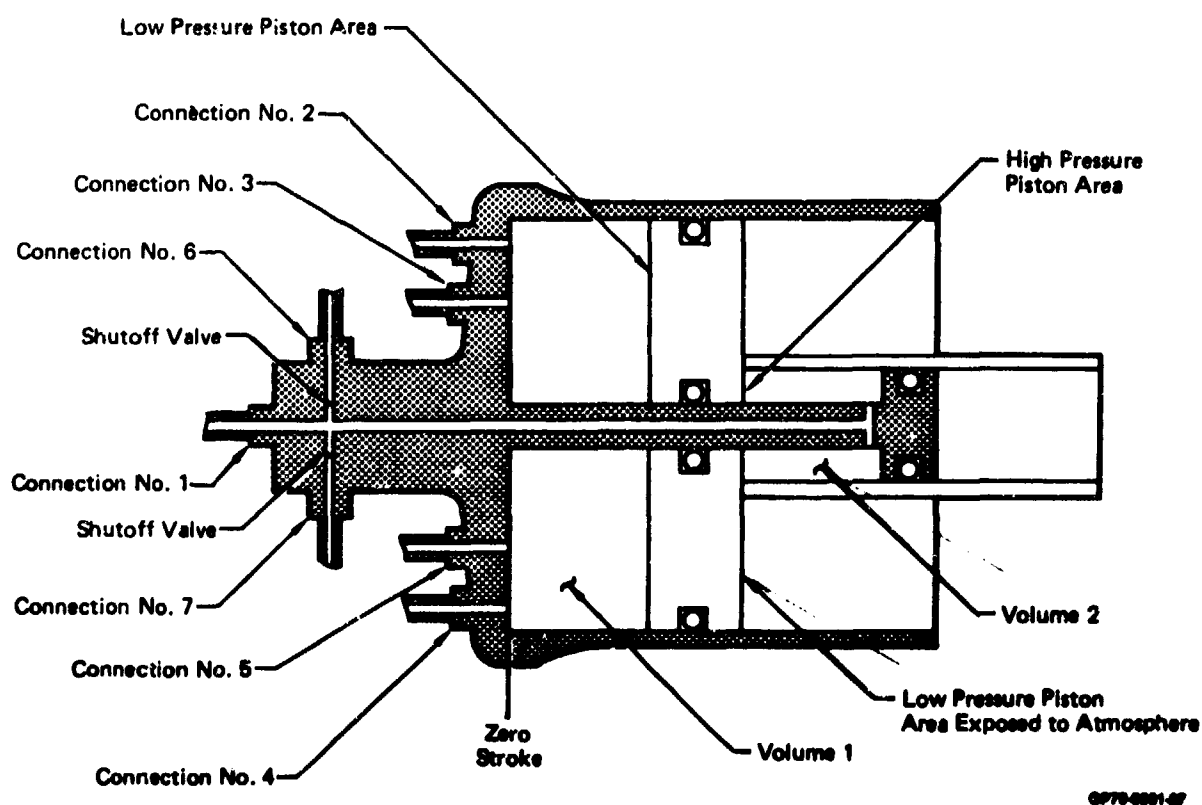 Low Pressure Piston Area
Connection No. 2
High Pressure
Piston Area
Connection No. 3
Connection No. 6
Shutoff Valve
Connection No. 1
Shutoff Valve
Connection No. 7
Volume 2
Connection No. 5
Low Pressure Piston
Area Exposed to Atmosphere
Zero
Stroke
Volume 1
Connection No. 4